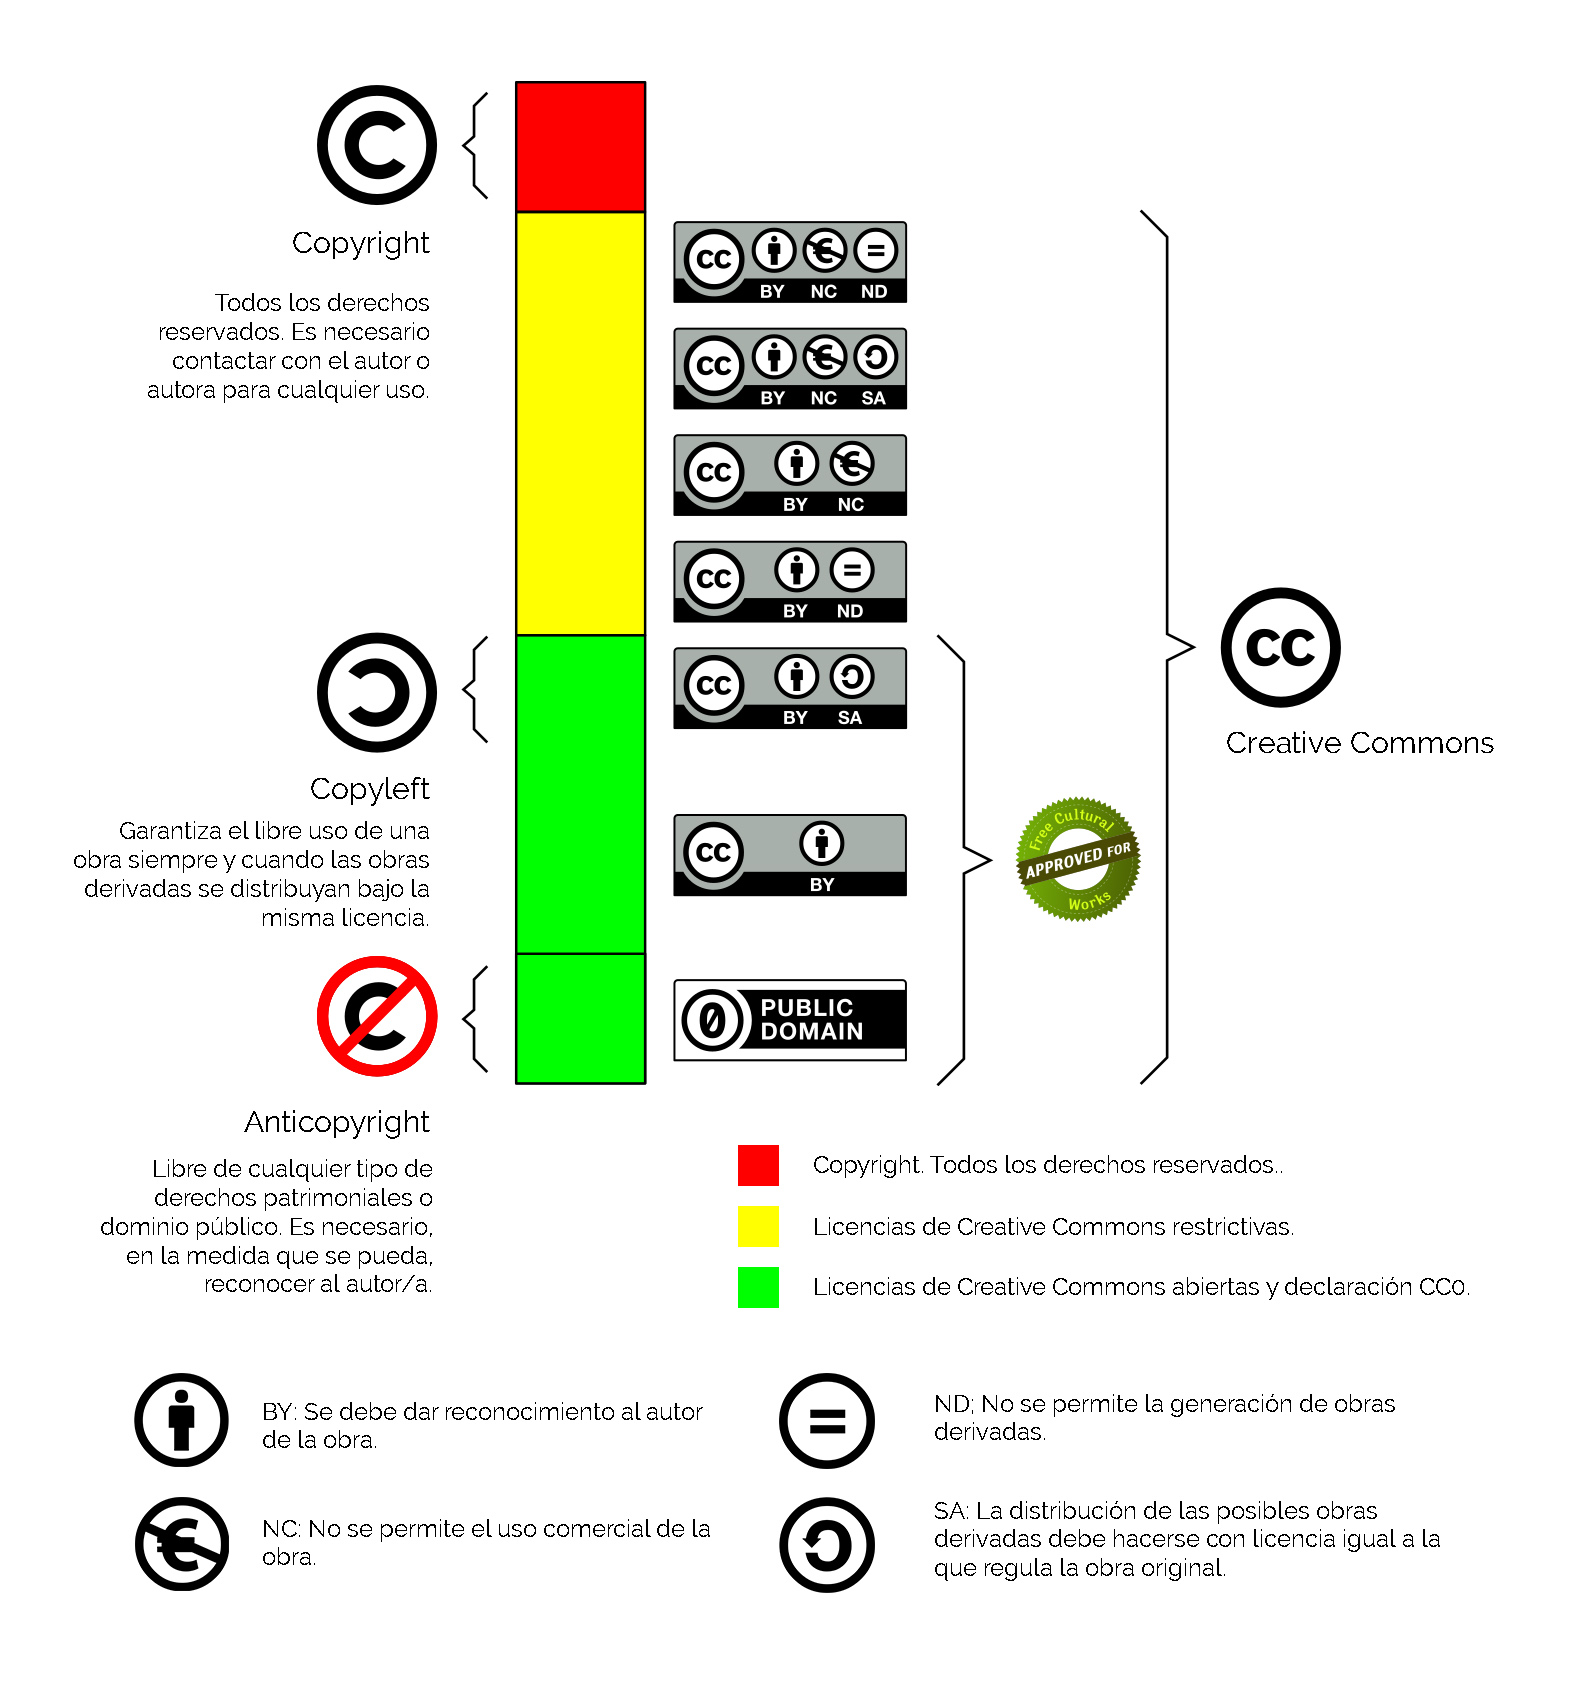 Copyright
Todos los derechos
reservados. Es necesario
contactar con el autor o
autora para cualquier uso.
cc
BY NC ND
cc
BY NC SA
cc
BY NC
cc
BY ND
cc
BY SA
Copyleft
Garantiza el libre uso de una
obra siempre y cuando las obras
derivadas se distribuyan bajo la
misma licencia.
cc
BY
Free Cultural
APPROVED FOR
Works
cc
Creative Commons
0 PUBLIC
DOMAIN
Anticopyright
Libre de cualquier tipo de
derechos patrimoniales o
dominio público. Es necesario,
en la medida que se pueda,
reconocer al autor/a.
Copyright. Todos los derechos reservados..
Licencias de Creative Commons restrictivas.
Licencias de Creative Commons abiertas y declaración CC0.
BY: Se debe dar reconocimiento al autor
de la obra.
ND; No se permite la generación de obras
derivadas.
NC: No se permite el uso comercial de la
obra.
SA: La distribución de las posibles obras
derivadas debe hacerse con licencia igual a la
que regula la obra original.